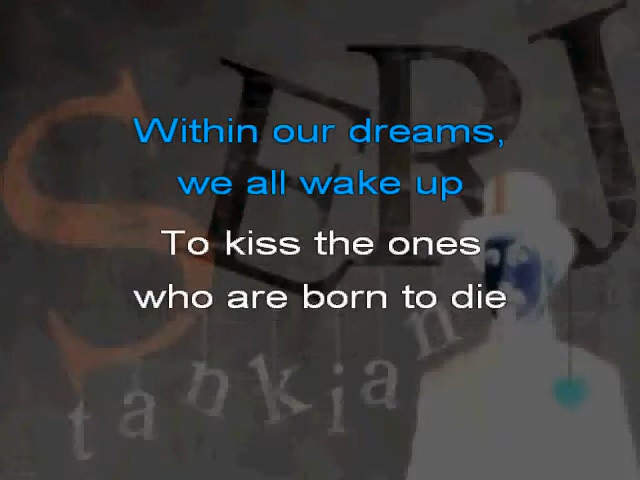 SERJ
Within our dreams,
we all wake up
To kiss the ones
who are born to die
tankian